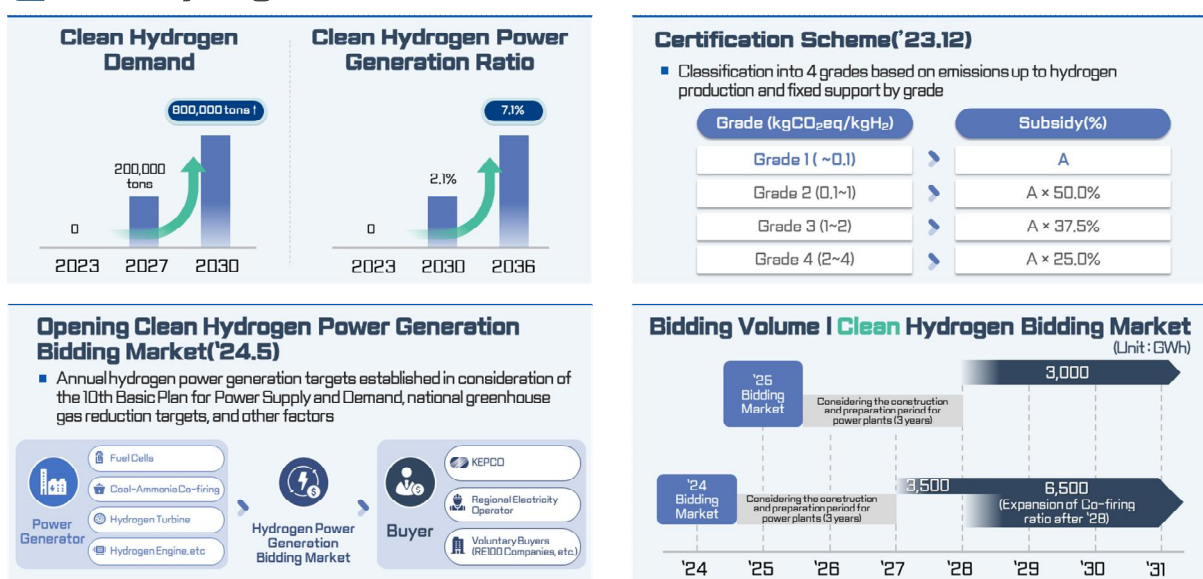 Clean Hydrogen
Demand
800,000 tons ↑
200,000
tons
0
2023 2027 2030
Clean Hydrogen Power
Generation Ratio
7.1%
2.1%
0
2023 2030 2036
Certification Scheme('23.12)
■ Classification into 4 grades based on emissions up to hydrogen
production and fixed support by grade
Grade (kgCO₂eq/kgH₂) Subsidy(%)
Grade 1 ( ~0.1) A
Grade 2 (0.1~1) A × 50.0%
Grade 3 (1~2) A × 37.5%
Grade 4 (2~4) A × 25.0%
Opening Clean Hydrogen Power Generation
Bidding Market('24.5)
■ Annual hydrogen power generation targets established in consideration of
the 10th Basic Plan for Power Supply and Demand, national greenhouse
gas reduction targets, and other factors
Power
Generator
Fuel Cells
Coal-Ammonia Co-firing
Hydrogen Turbine
Hydrogen Engine.etc
Hydrogen Power
Generation
Bidding Market
Buyer
KEPCO
Regional Electricity
Operator
Voluntary Buyers
(RE100 Companies, etc.)
Bidding Volume | Clean Hydrogen Bidding Market
(Unit : GWh)
'25
Bidding
Market
Considering the construction
and preparation period for
power plants (3 years)
3,000
'24
Bidding
Market
Considering the construction
and preparation period for
power plants (3 years)
3,500
6,500
(Expansion of Co-firing
ratio after '28)
'24 '25 '26 '27 '28 '29 '30 '31